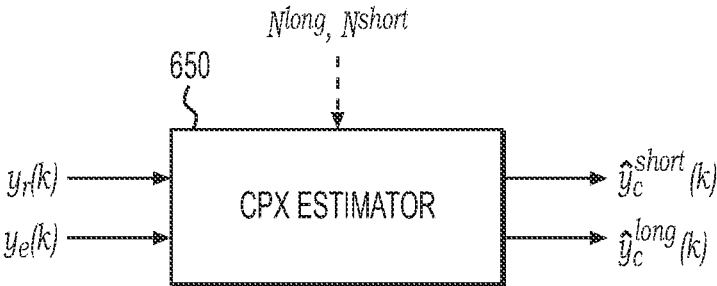 N^long, N^short
650
y_r(k)
CPX ESTIMATOR
ŷ_c^short(k)
y_e(k)
ŷ_c^long(k)